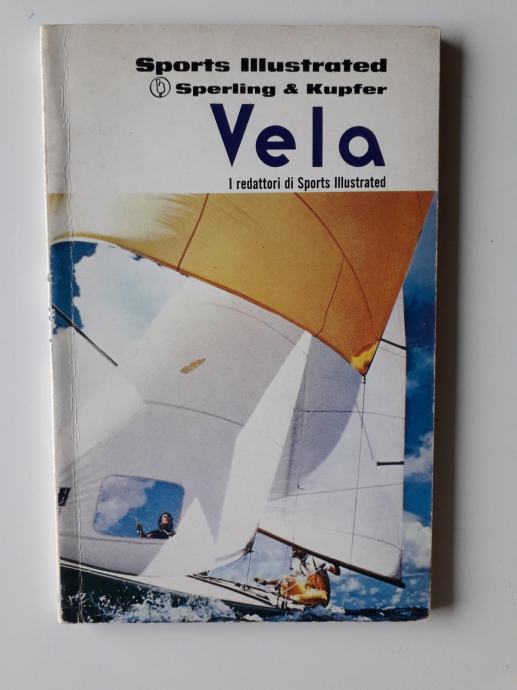 Sports Illustrated
Sperling & Kupfer
Vela
I redattori di Sports Illustrated